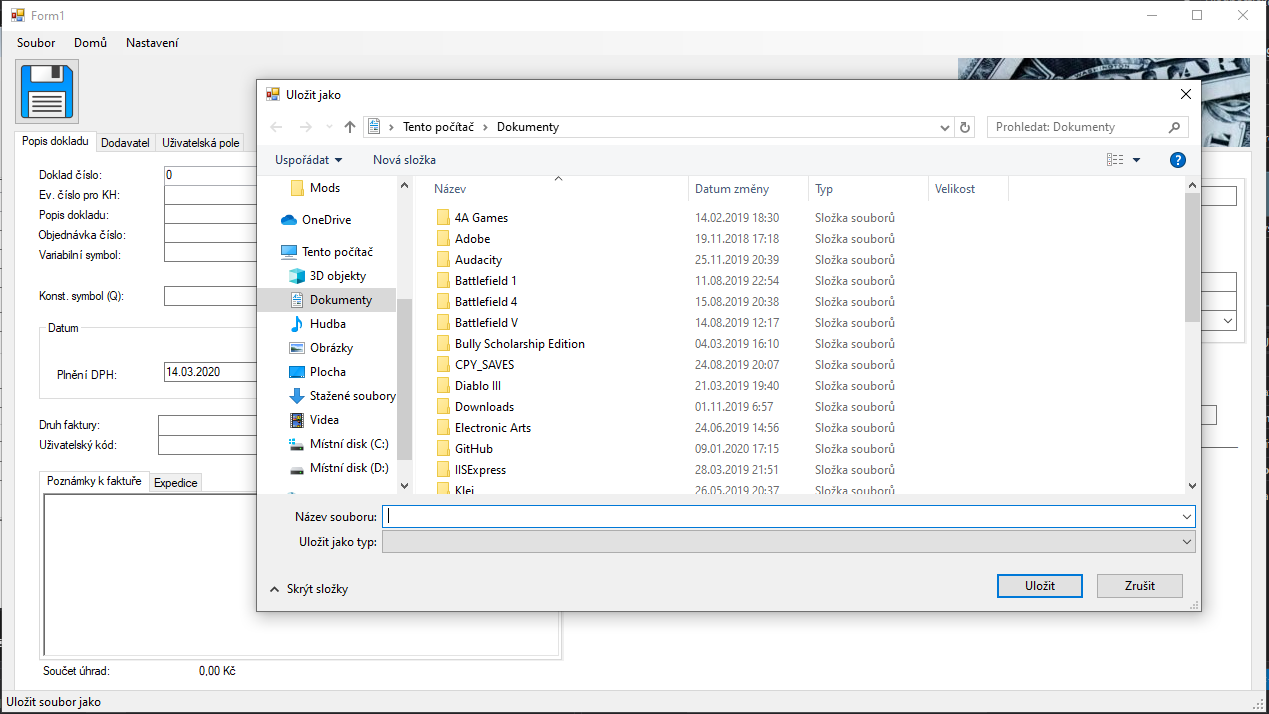 Form1
Soubor Domů Nastavení
WASHINGTON
Popis dokladu Dodavatel Uživatelská pole
Doklad číslo: 0
Ev. číslo pro KH:
Popis dokladu:
Objednávka číslo:
Variabilní symbol:
Konst. symbol (Q):
Datum
Plnění DPH: 14.03.2020
Druh faktury:
Uživatelský kód:
Poznámky k faktuře Expedice
Součet úhrad: 0,00 Kč
Uložit soubor jako
Uložit jako
Tento počítač > Dokumenty
Prohledat: Dokumenty
Uspořádat Nová složka
Mods
OneDrive
Tento počítač
3D objekty
Dokumenty
Hudba
Obrázky
Plocha
Stažené soubory
Videa
Místní disk (C:)
Místní disk (D:)
Název Datum změny Typ Velikost
4A Games 14.02.2019 18:30 Složka souborů
Adobe 19.11.2018 17:18 Složka souborů
Audacity 25.11.2019 20:39 Složka souborů
Battlefield 1 11.08.2019 22:54 Složka souborů
Battlefield 4 15.08.2019 20:38 Složka souborů
Battlefield V 14.08.2019 12:17 Složka souborů
Bully Scholarship Edition 04.03.2019 16:10 Složka souborů
CPY_SAVES 24.08.2019 20:07 Složka souborů
Diablo III 21.03.2019 19:40 Složka souborů
Downloads 01.11.2019 6:57 Složka souborů
Electronic Arts 24.06.2019 14:56 Složka souborů
GitHub 09.01.2020 17:15 Složka souborů
IISExpress 28.03.2019 21:51 Složka souborů
Klei 26.05.2019 20:37 Složka souborů
Název souboru:
Uložit jako typ:
Skrýt složky
Uložit Zrušit